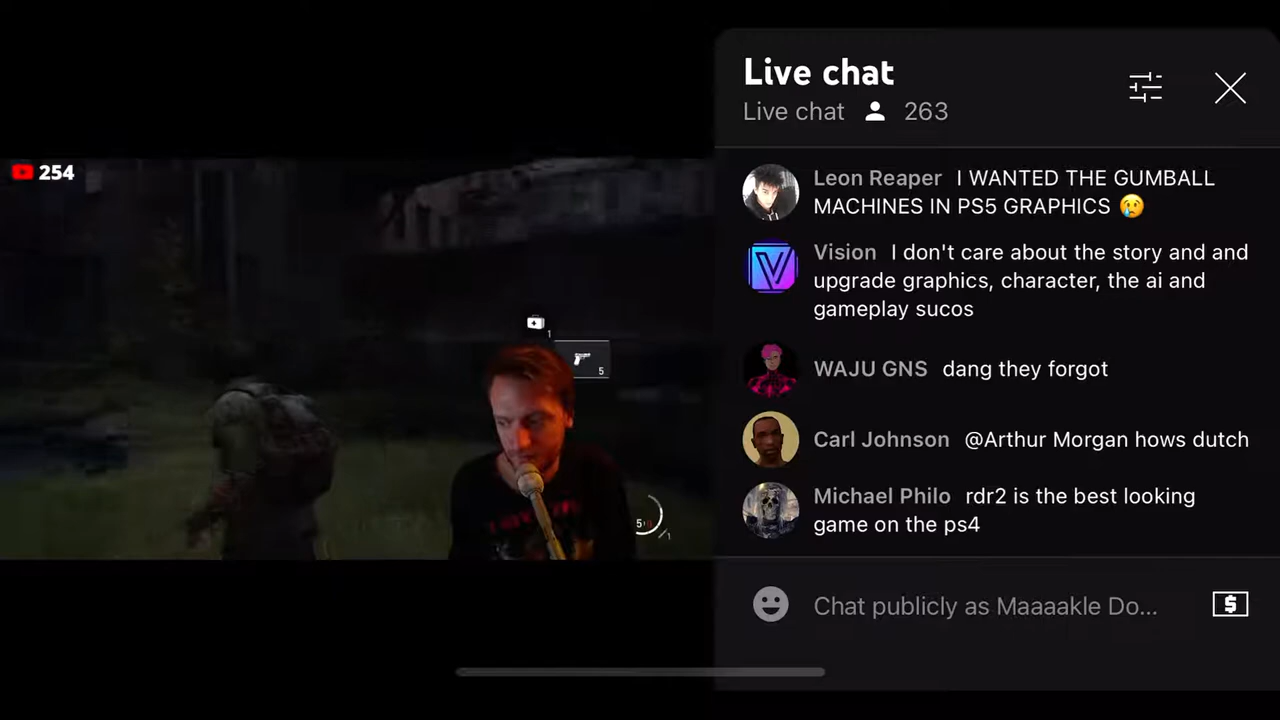 Live chat
Live chat 263
254
Leon Reaper I WANTED THE GUMBALL
MACHINES IN PS5 GRAPHICS 😢
Vision I don't care about the story and and
upgrade graphics, character, the ai and
gameplay sucos
WAJU GNS dang they forgot
Carl Johnson @Arthur Morgan hows dutch
Michael Philo rdr2 is the best looking
game on the ps4
Chat publicly as Maaaakle Do...
$
1
5
5